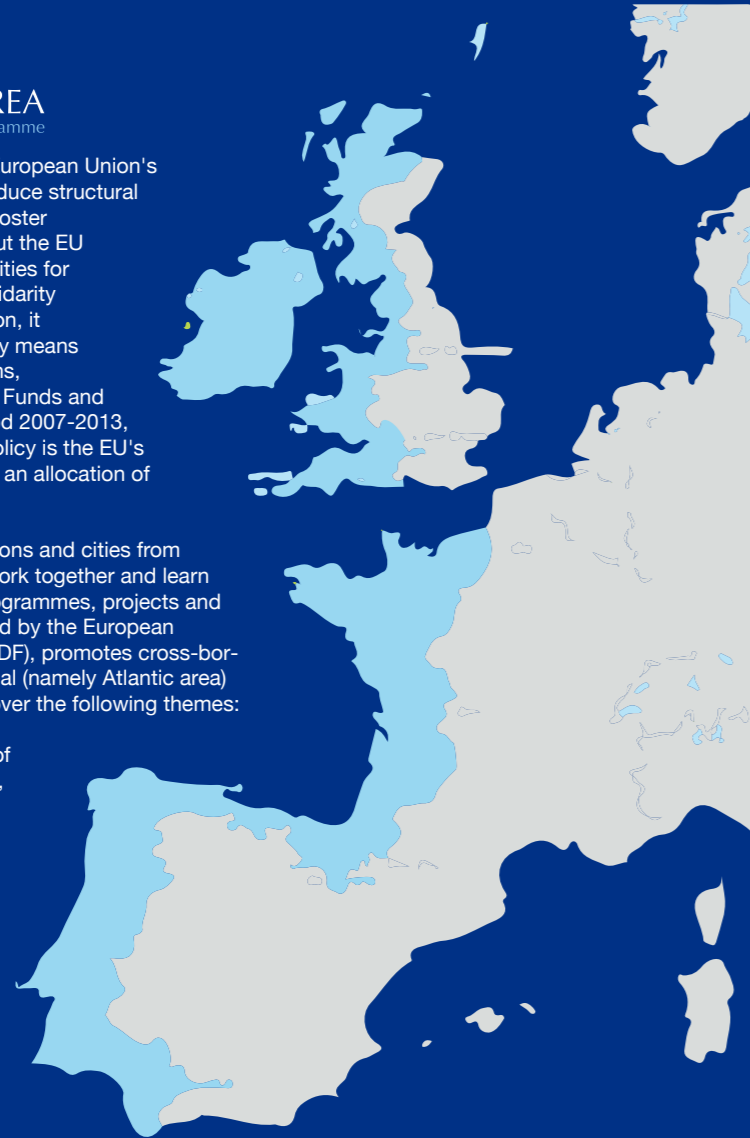 REA
amme
uropean Union's
duce structural
oster
ut the EU
ities for
idarity
on, it
y means
ns,
Funds and
d 2007-2013,
olicy is the EU's
an allocation of
ons and cities from
ork together and learn
ogrammes, projects and
d by the European
DF), promotes cross-bor-
al (namely Atlantic area)
over the following themes:
of
,